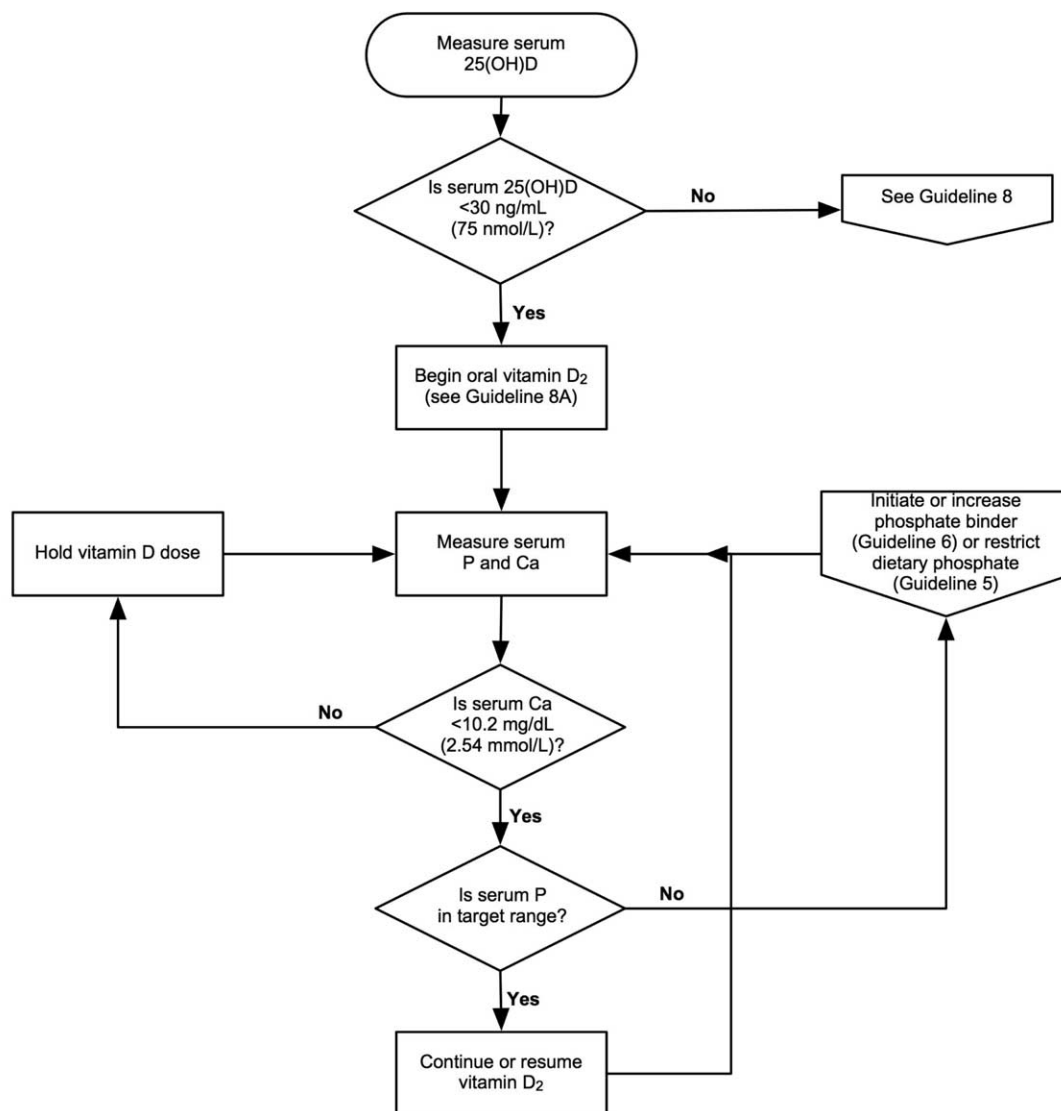 Measure serum
25(OH)D
Is serum 25(OH)D
<30 ng/mL
(75 nmol/L)?
No
See Guideline 8
Yes
Begin oral vitamin D₂
(see Guideline 8A)
Hold vitamin D dose
Measure serum
P and Ca
Initiate or increase
phosphate binder
(Guideline 6) or restrict
dietary phosphate
(Guideline 5)
No
Is serum Ca
<10.2 mg/dL
(2.54 mmol/L)?
Yes
Is serum P
in target range?
No
Yes
Continue or resume
vitamin D₂